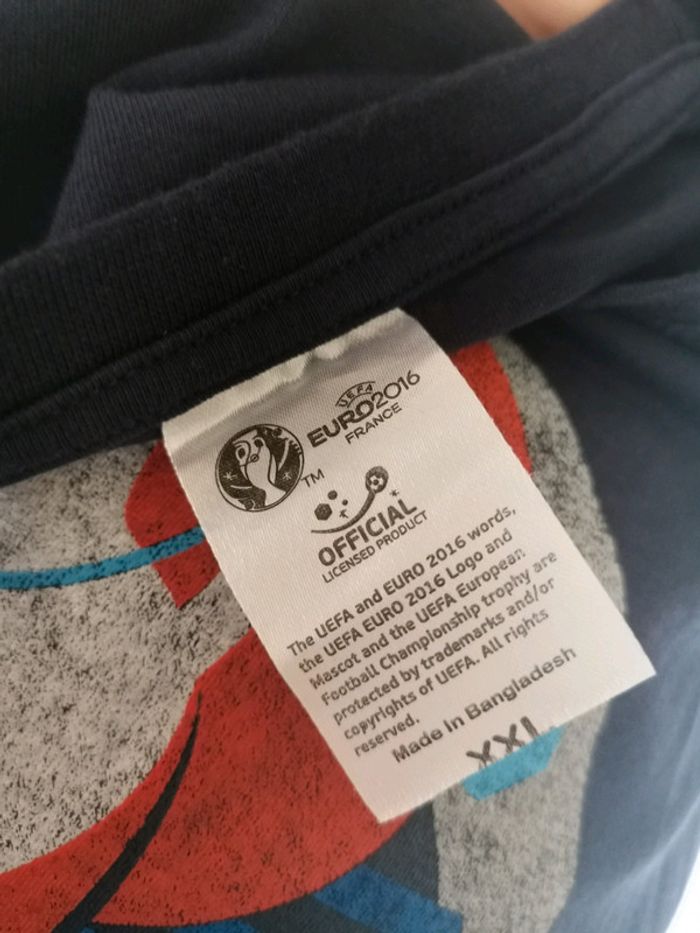 UEFA
EURO2016
FRANCE
TM
OFFICIAL
LICENSED PRODUCT
The UEFA and EURO 2016 words,
the UEFA EURO 2016 Logo and
Mascot and the UEFA European
Football Championship trophy are
protected by trademarks and/or
copyrights of UEFA. All rights
reserved.
Made in Bangladesh
XXL